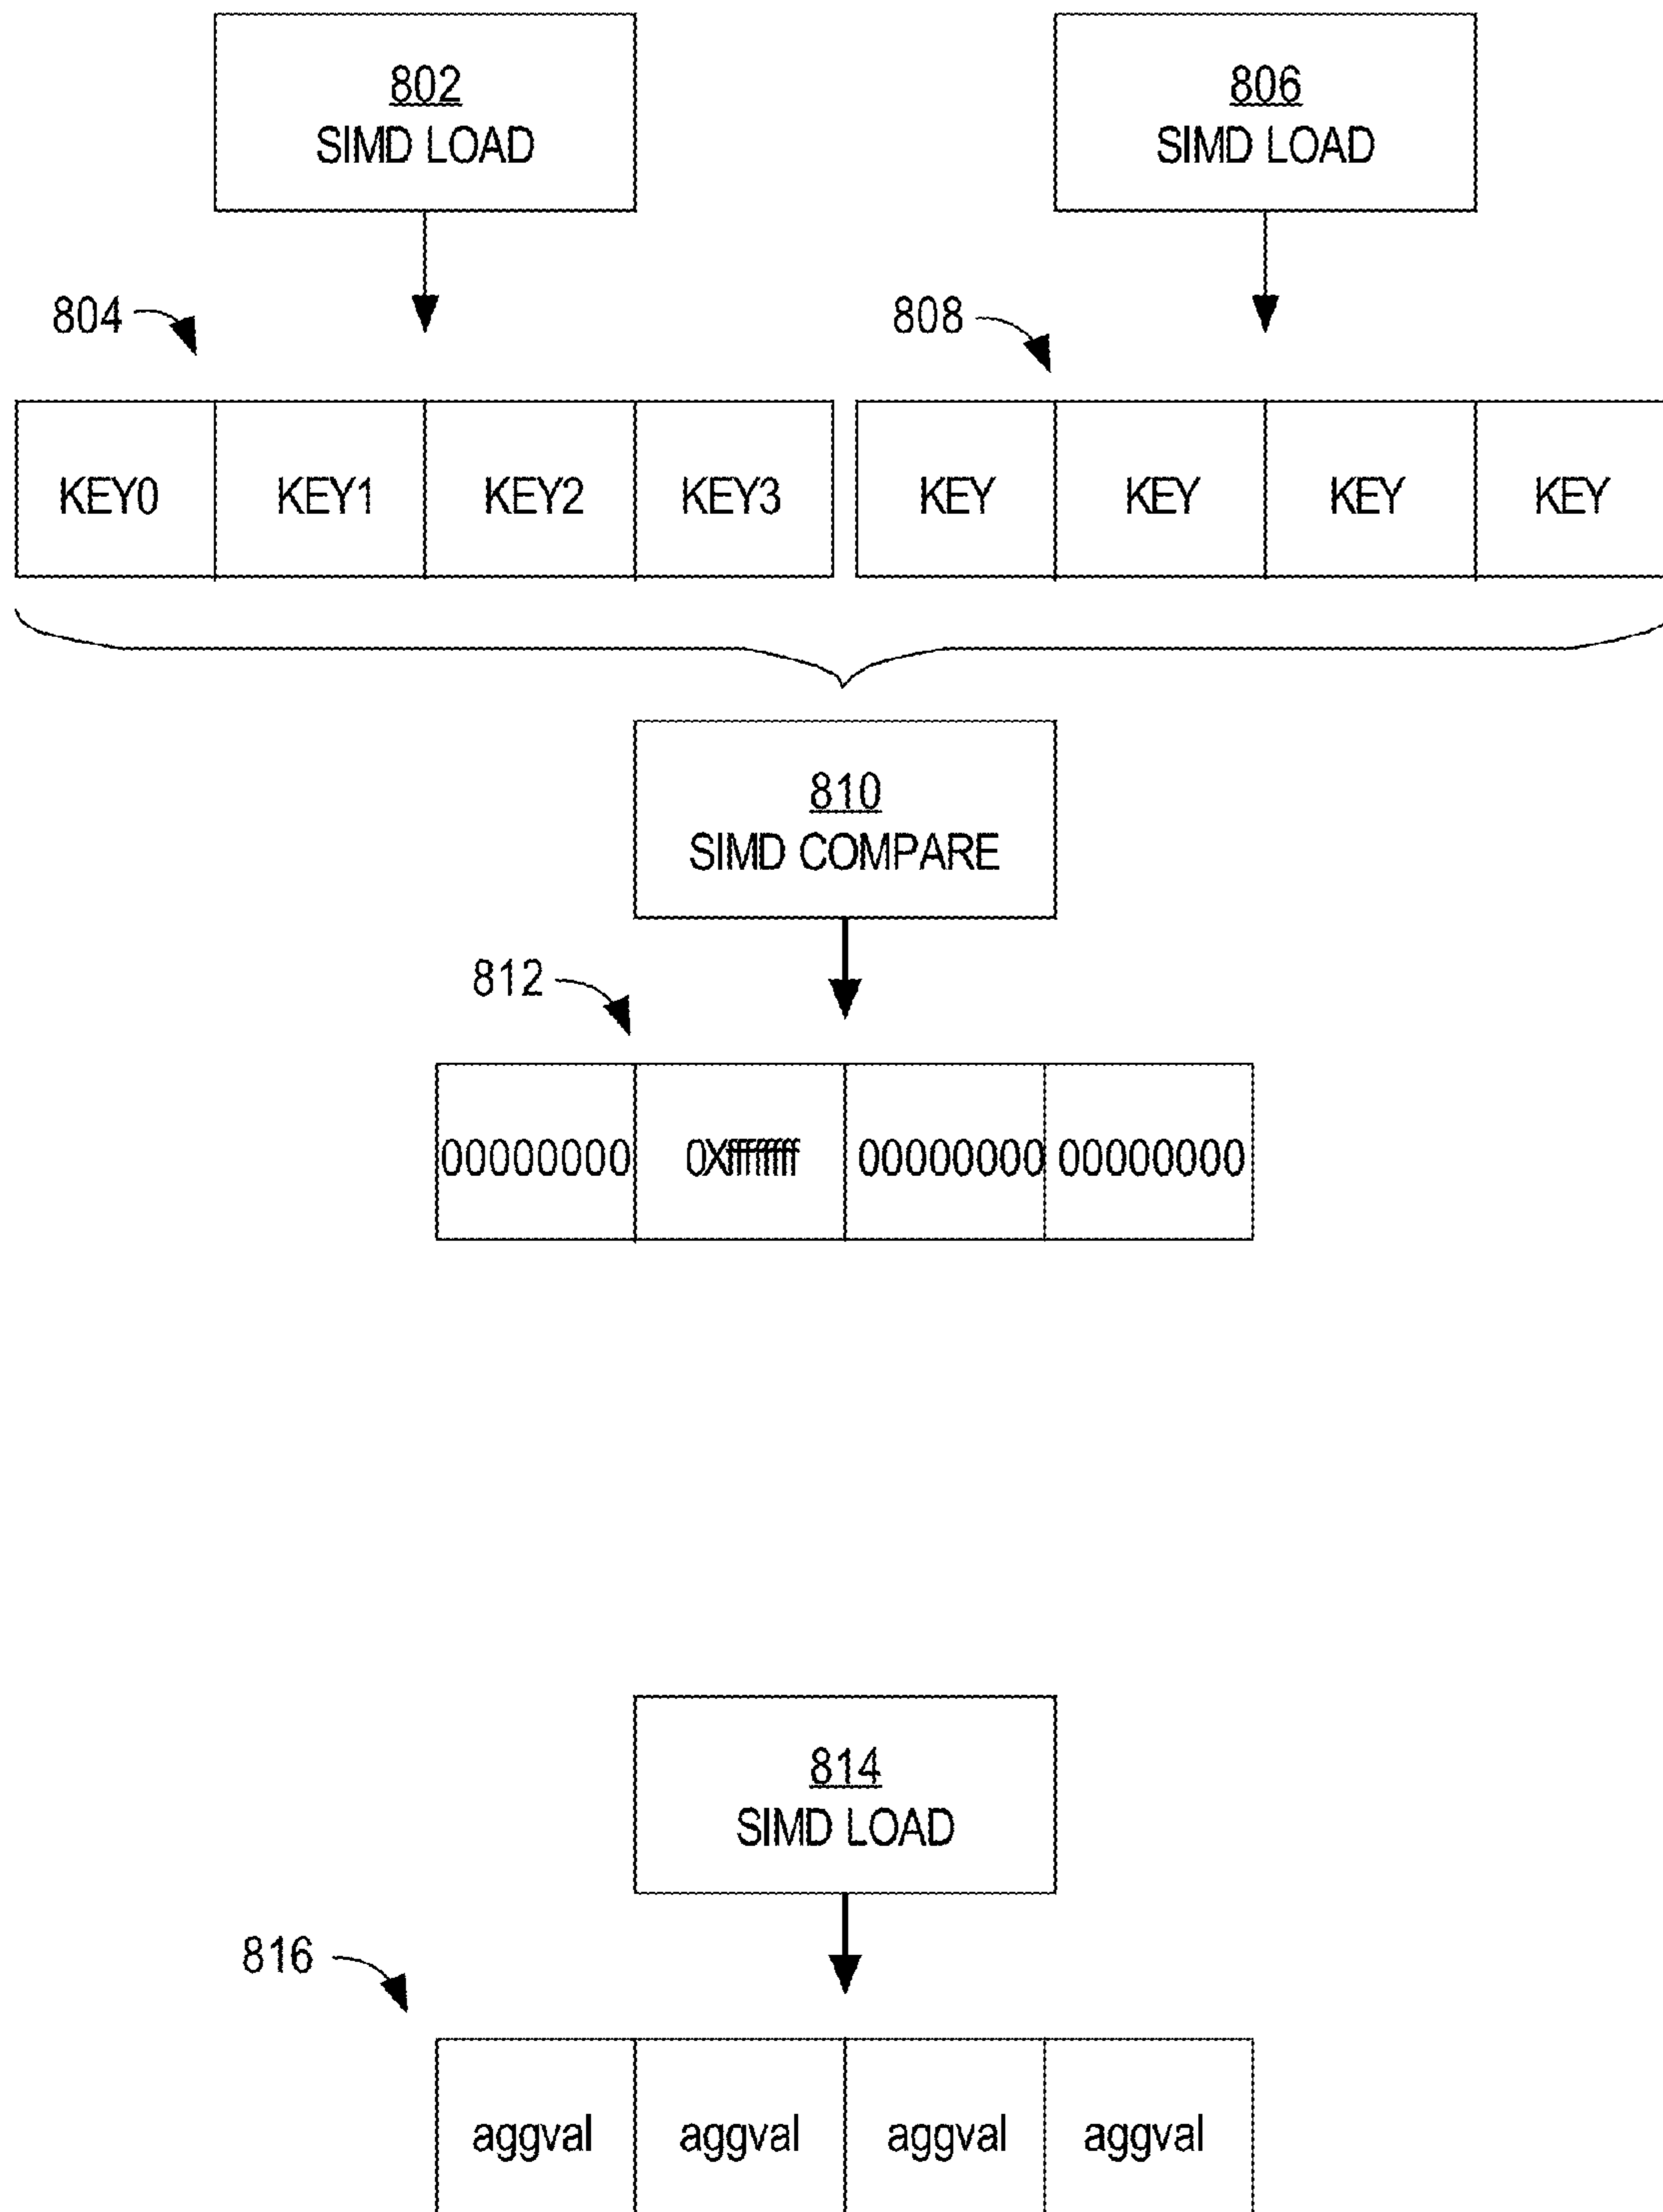 802
SIMD LOAD
806
SIMD LOAD
804
808
KEY0 KEY1 KEY2 KEY3 KEY KEY KEY KEY
810
SIMD COMPARE
812
00000000 0Xffffffff 00000000 00000000
814
SIMD LOAD
816
aggval aggval aggval aggval